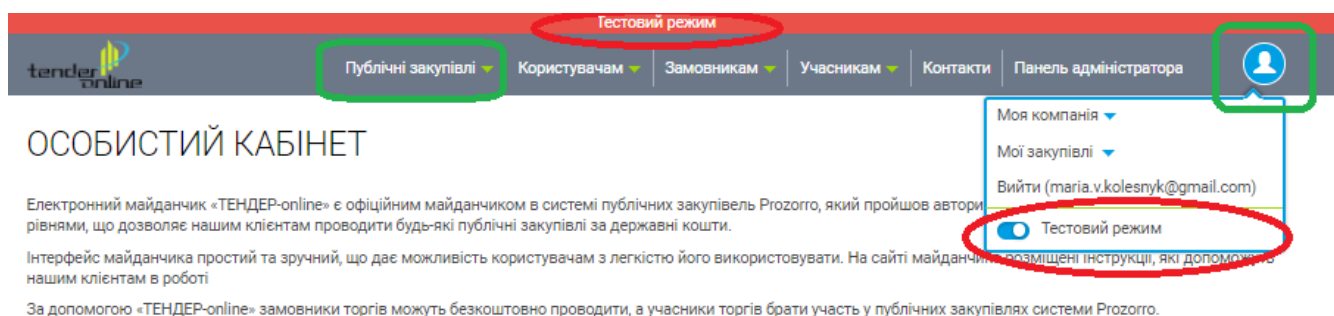 Тестовий режим
tender
online
Публічні закупівлі
Користувачам
Замовникам
Учасникам
Контакти
Панель адміністратора
Моя компанія
Мої закупівлі
Вийти (maria.v.kolesnyk@gmail.com)
Тестовий режим
ОСОБИСТИЙ КАБІНЕТ
Електронний майданчик «ТЕНДЕР-online» є офіційним майданчиком в системі публічних закупівель Prozorro, який пройшов
рівнями, що дозволяє нашим клієнтам проводити будь-які публічні закупівлі за державні кошти.
Інтерфейс майданчика простий та зручний, що дає можливість користувачам з легкістю його використовувати. На сайті майданчика розміщені інструкції, які допоможуть
нашим клієнтам в роботі
За допомогою «ТЕНДЕР-online» замовники торгів можуть безкоштовно проводити, а учасники торгів брати участь у публічних закупівлях системи Prozorro.